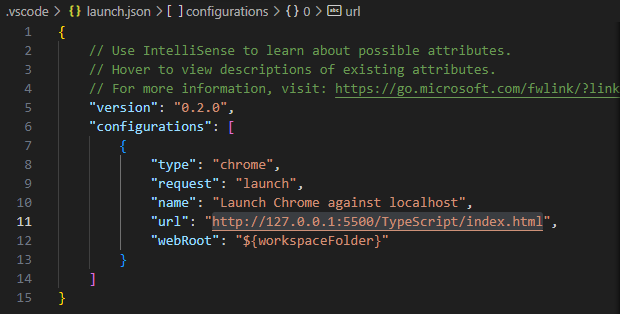 .vscode > {} launch.json > [ ] configurations > {} 0 > abc url
1 {
2 // Use IntelliSense to learn about possible attributes.
3 // Hover to view descriptions of existing attributes.
4 // For more information, visit: https://go.microsoft.com/fwlink/?link
5 "version": "0.2.0",
6 "configurations": [
7 {
8 "type": "chrome",
9 "request": "launch",
10 "name": "Launch Chrome against localhost",
11 "url": "http://127.0.0.1:5500/TypeScript/index.html",
12 "webRoot": "${workspaceFolder}"
13 }
14 ]
15 }